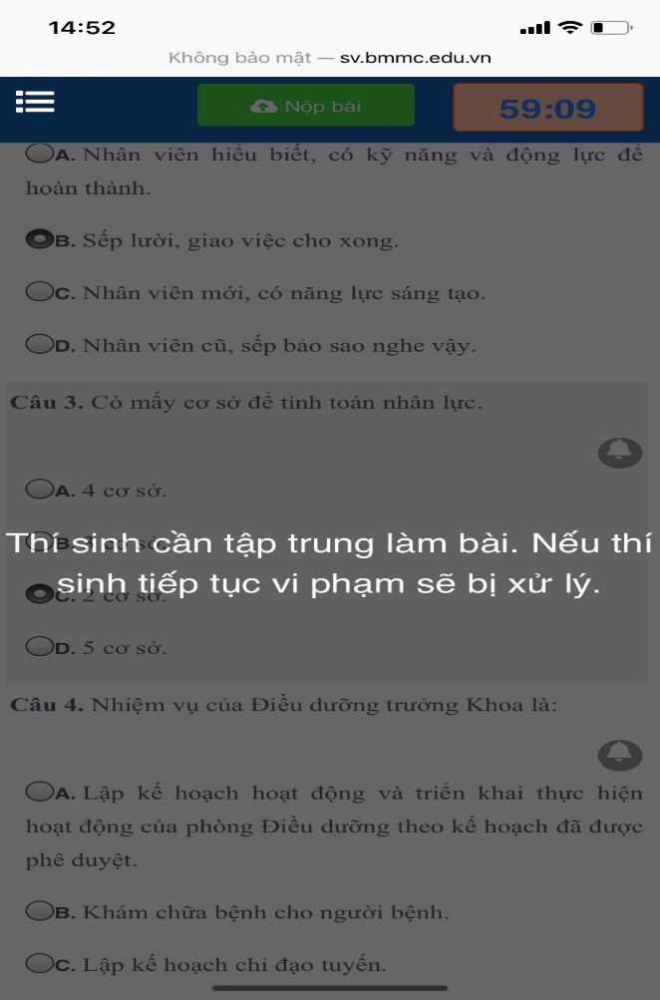 14:52
Không bảo mật — sv.bmmc.edu.vn
Nộp bài
59:09
A. Nhân viên hiểu biết, có kỹ năng và động lực để
hoàn thành.
B. Sếp lười, giao việc cho xong.
C. Nhân viên mới, có năng lực sáng tạo.
D. Nhân viên cũ, sếp bảo sao nghe vậy.
Câu 3. Có mấy cơ sở để tính toán nhân lực.
A. 4 cơ sở.
Thí sinh cần tập trung làm bài. Nếu thí
B. 3 cơ sở.
sinh tiếp tục vi phạm sẽ bị xử lý.
C. 2 cơ sở.
D. 5 cơ sở.
Câu 4. Nhiệm vụ của Điều dưỡng trưởng Khoa là:
A. Lập kế hoạch hoạt động và triển khai thực hiện
hoạt động của phòng Điều dưỡng theo kế hoạch đã được
phê duyệt.
B. Khám chữa bệnh cho người bệnh.
C. Lập kế hoạch chỉ đạo tuyến.